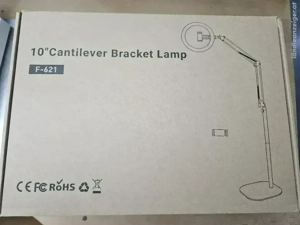 10"Cantilever Bracket Lamp
F-621
CE FC RoHS